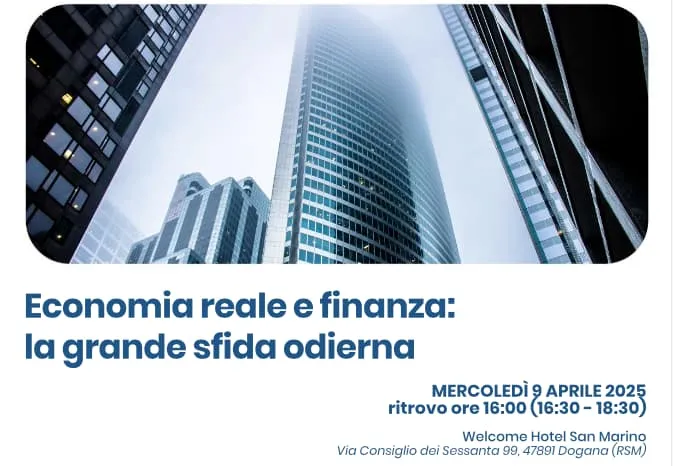 Economia reale e finanza:
la grande sfida odierna
MERCOLEDÌ 9 APRILE 2025
ritrovo ore 16:00 (16:30 - 18:30)
Welcome Hotel San Marino
Via Consiglio dei Sessanta 99, 47891 Dogana (RSM)